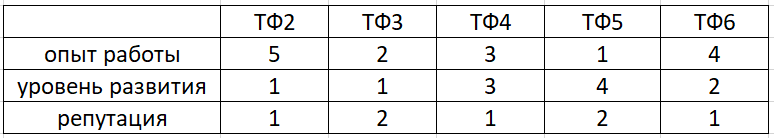 ТФ2 ТФ3 ТФ4 ТФ5 ТФ6
опыт работы 5 2 3 1 4
уровень развития 1 1 3 4 2
репутация 1 2 1 2 1